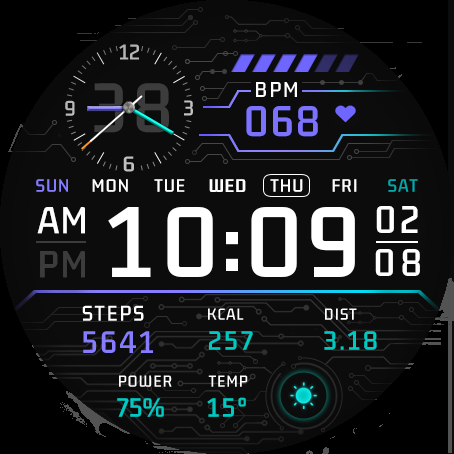 12
38
9
3
6
BPM
068
SUN MON TUE WED THU FRI SAT
AM
PM
10:09
02
08
STEPS
5641
KCAL
257
DIST
3.18
POWER
75%
TEMP
15°